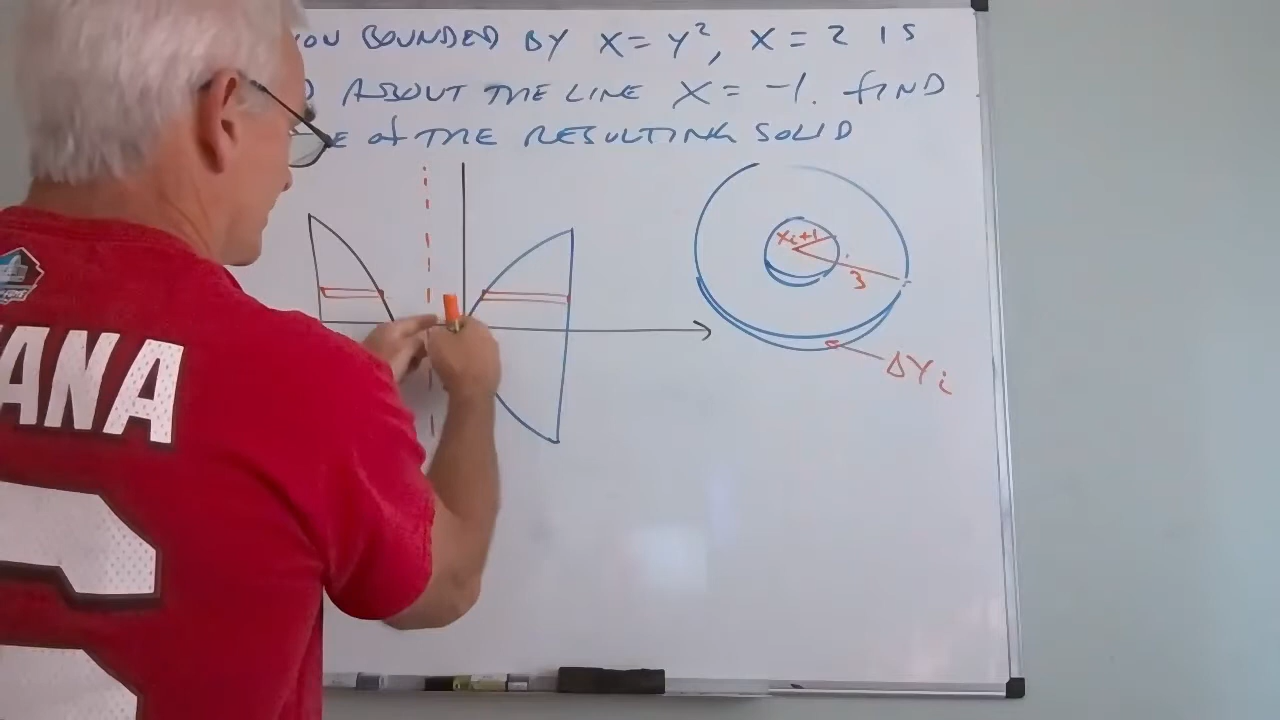 BOUNDED BY X = Y², X = 2 IS
ABOUT THE LINE X = -1. FIND
OF THE RESULTING SOLID
Xᵢ+1
3
ΔYᵢ
ANA